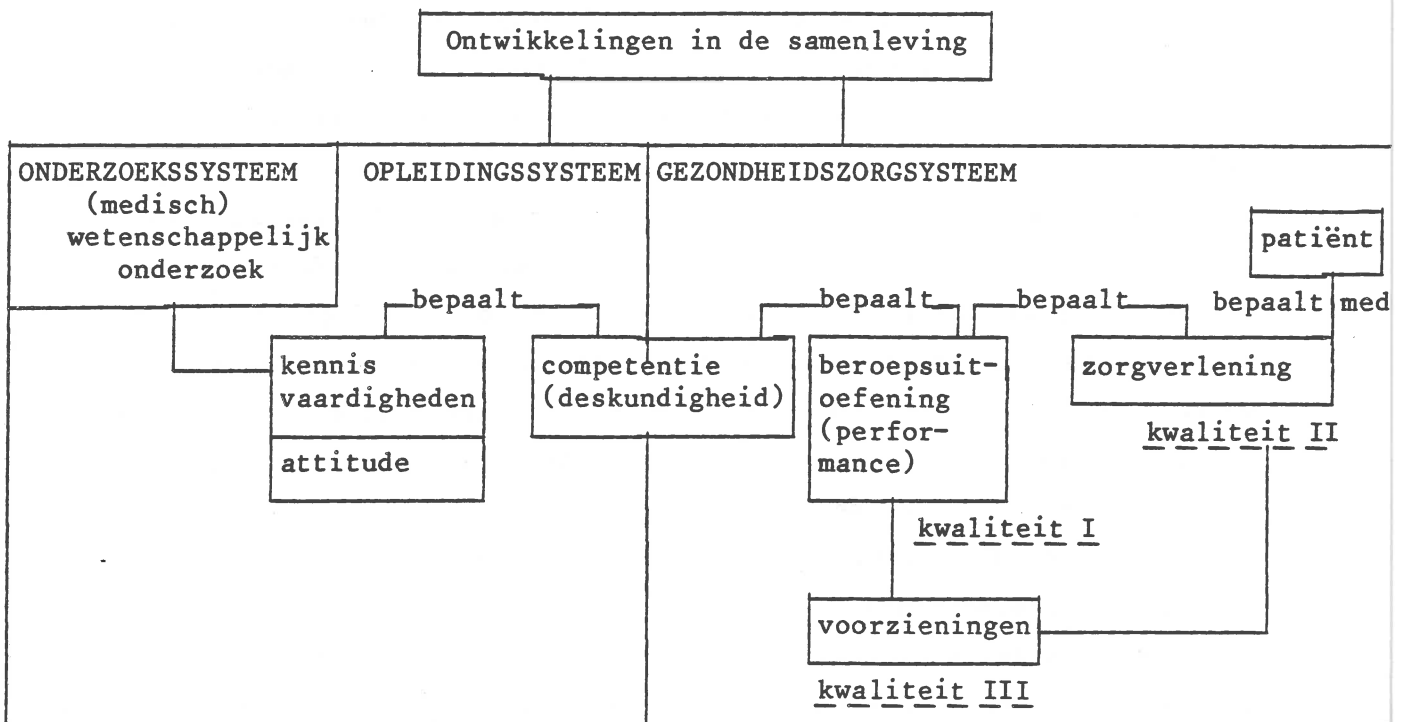 Ontwikkelingen in de samenleving
ONDERZOEKSSYSTEEM
(medisch)
wetenschappelijk
onderzoek
OPLEIDINGSSYSTEEM
GEZONDHEIDSZORGSYSTEEM
patiënt
bepaalt
bepaalt
bepaalt
bepaalt med
kennis
vaardigheden
attitude
competentie
(deskundigheid)
beroepsuit-
oefening
(perfor-
mance)
zorgverlening
kwaliteit II
kwaliteit I
voorzieningen
kwaliteit III